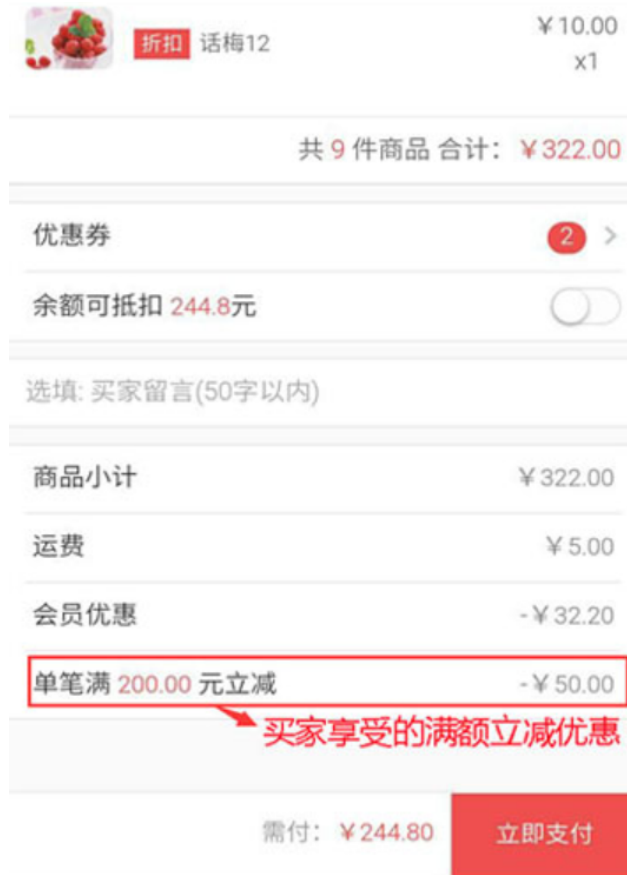 ¥10.00
折扣 话梅12
x1
共 9 件商品 合计: ¥322.00
优惠券 2 >
余额可抵扣 244.8元
选填: 买家留言(50字以内)
商品小计 ¥322.00
运费 ¥5.00
会员优惠 -¥32.20
单笔满 200.00 元立减 -¥50.00
买家享受的满额立减优惠
需付: ¥244.80 立即支付